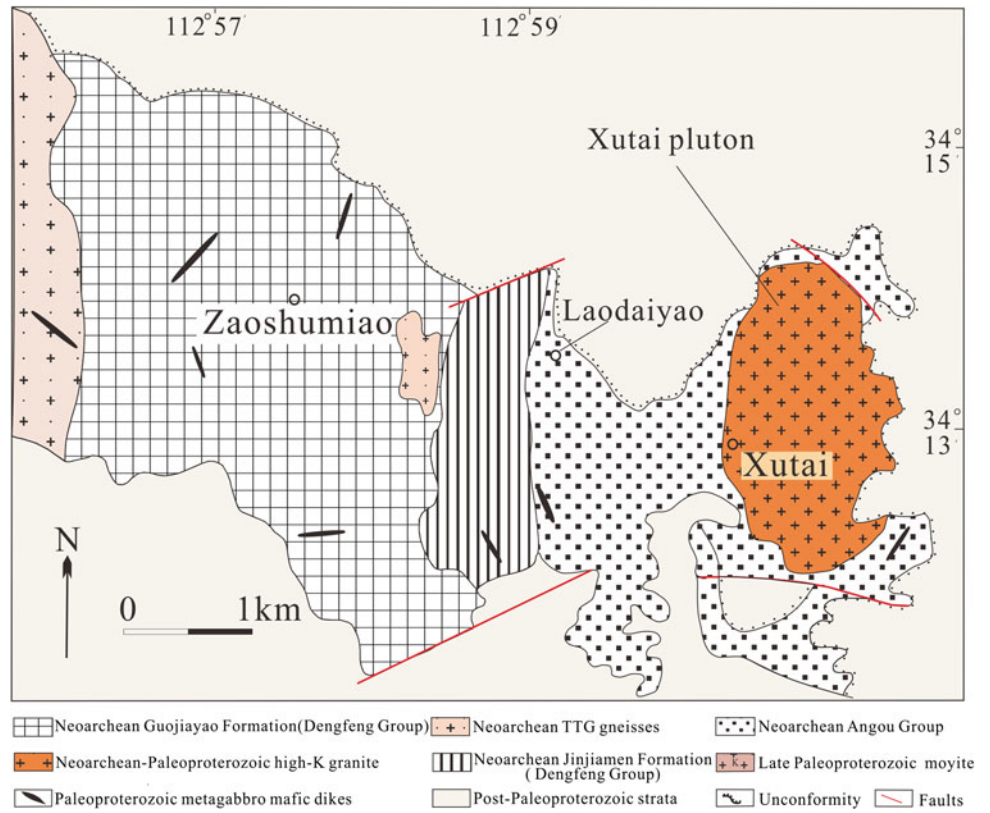 112°57′
112°59′
34°
15′
Xutai pluton
Laodaiyao
Zaoshumiao
34°
13′
Xutai
N
0 1km
Neoarchean Guojiayao Formation(Dengfeng Group)
Neoarchean TTG gneisses
Neoarchean Angou Group
Neoarchean-Paleoproterozoic high-K granite
Neoarchean Jinjiamen Formation
( Dengfeng Group)
Late Paleoproterozoic moyite
Paleoproterozoic metagabbro mafic dikes
Post-Paleoproterozoic strata
Unconformity
Faults